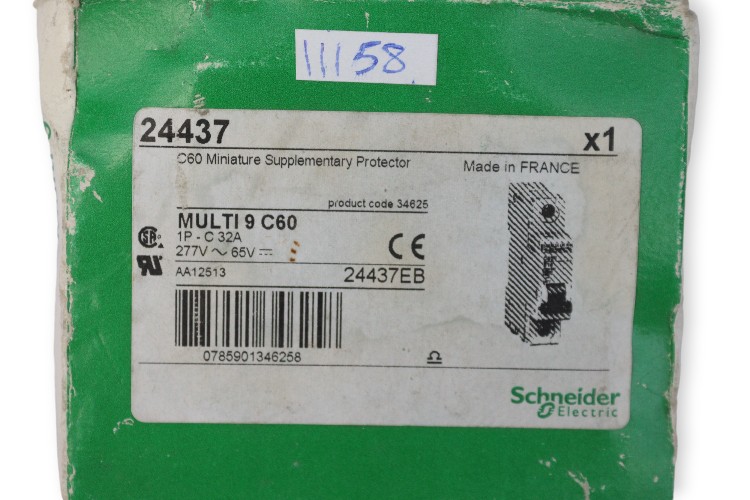 11158
24437 x1
C60 Miniature Supplementary Protector Made in FRANCE
product code 34625
MULTI 9 C60
1P - C 32A
277V ~ 65V ⎓
CE
AA12513
24437EB
0785901346258
Ω
Schneider
Electric